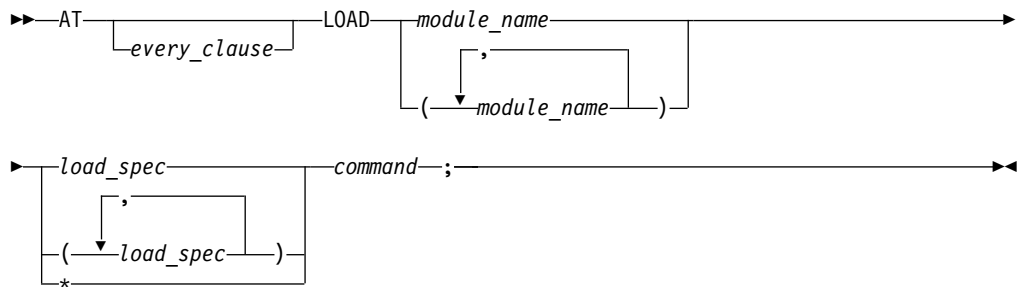 AT every_clause LOAD module_name
,
( module_name )
load_spec command ;
,
( load_spec )
*